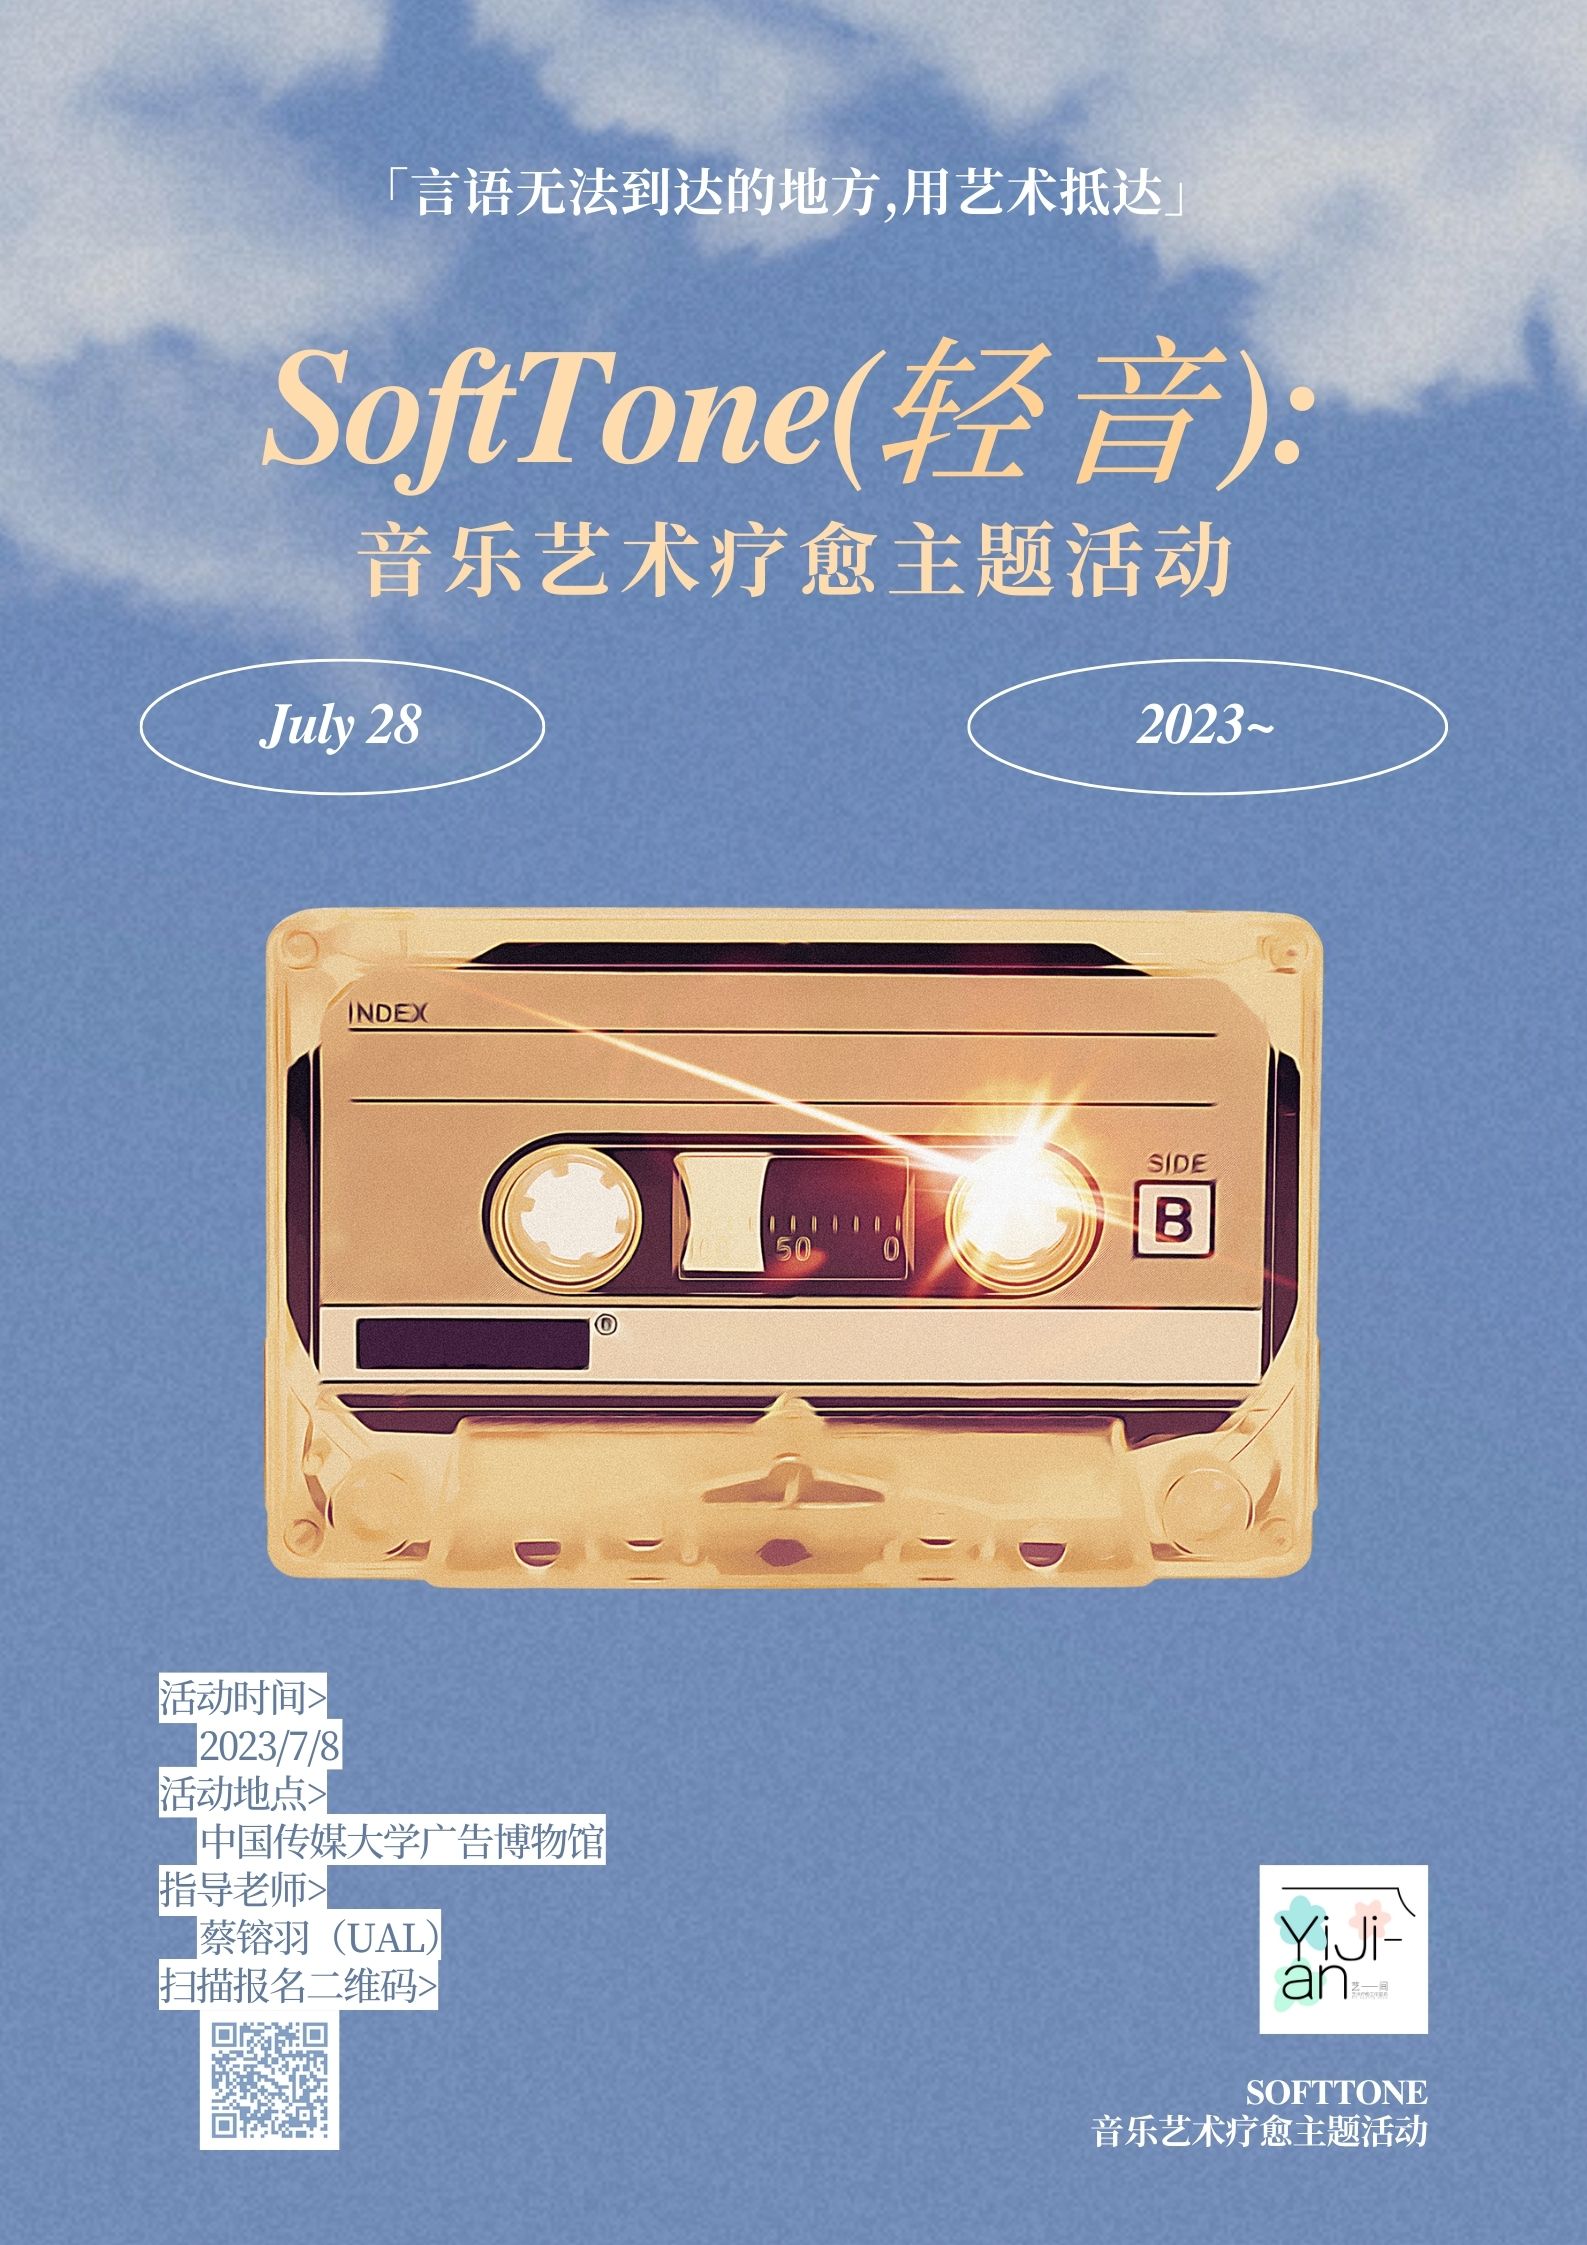 「言语无法到达的地方,用艺术抵达」
SoftTone(轻音):
音乐艺术疗愈主题活动
July 28
2023~
INDEX
SIDE
B
50 0
®
活动时间>
2023/7/8
活动地点>
中国传媒大学广告博物馆
指导老师>
蔡镕羽（UAL）
扫描报名二维码>
YiJi-
an
艺一间
SOFTTONE
音乐艺术疗愈主题活动